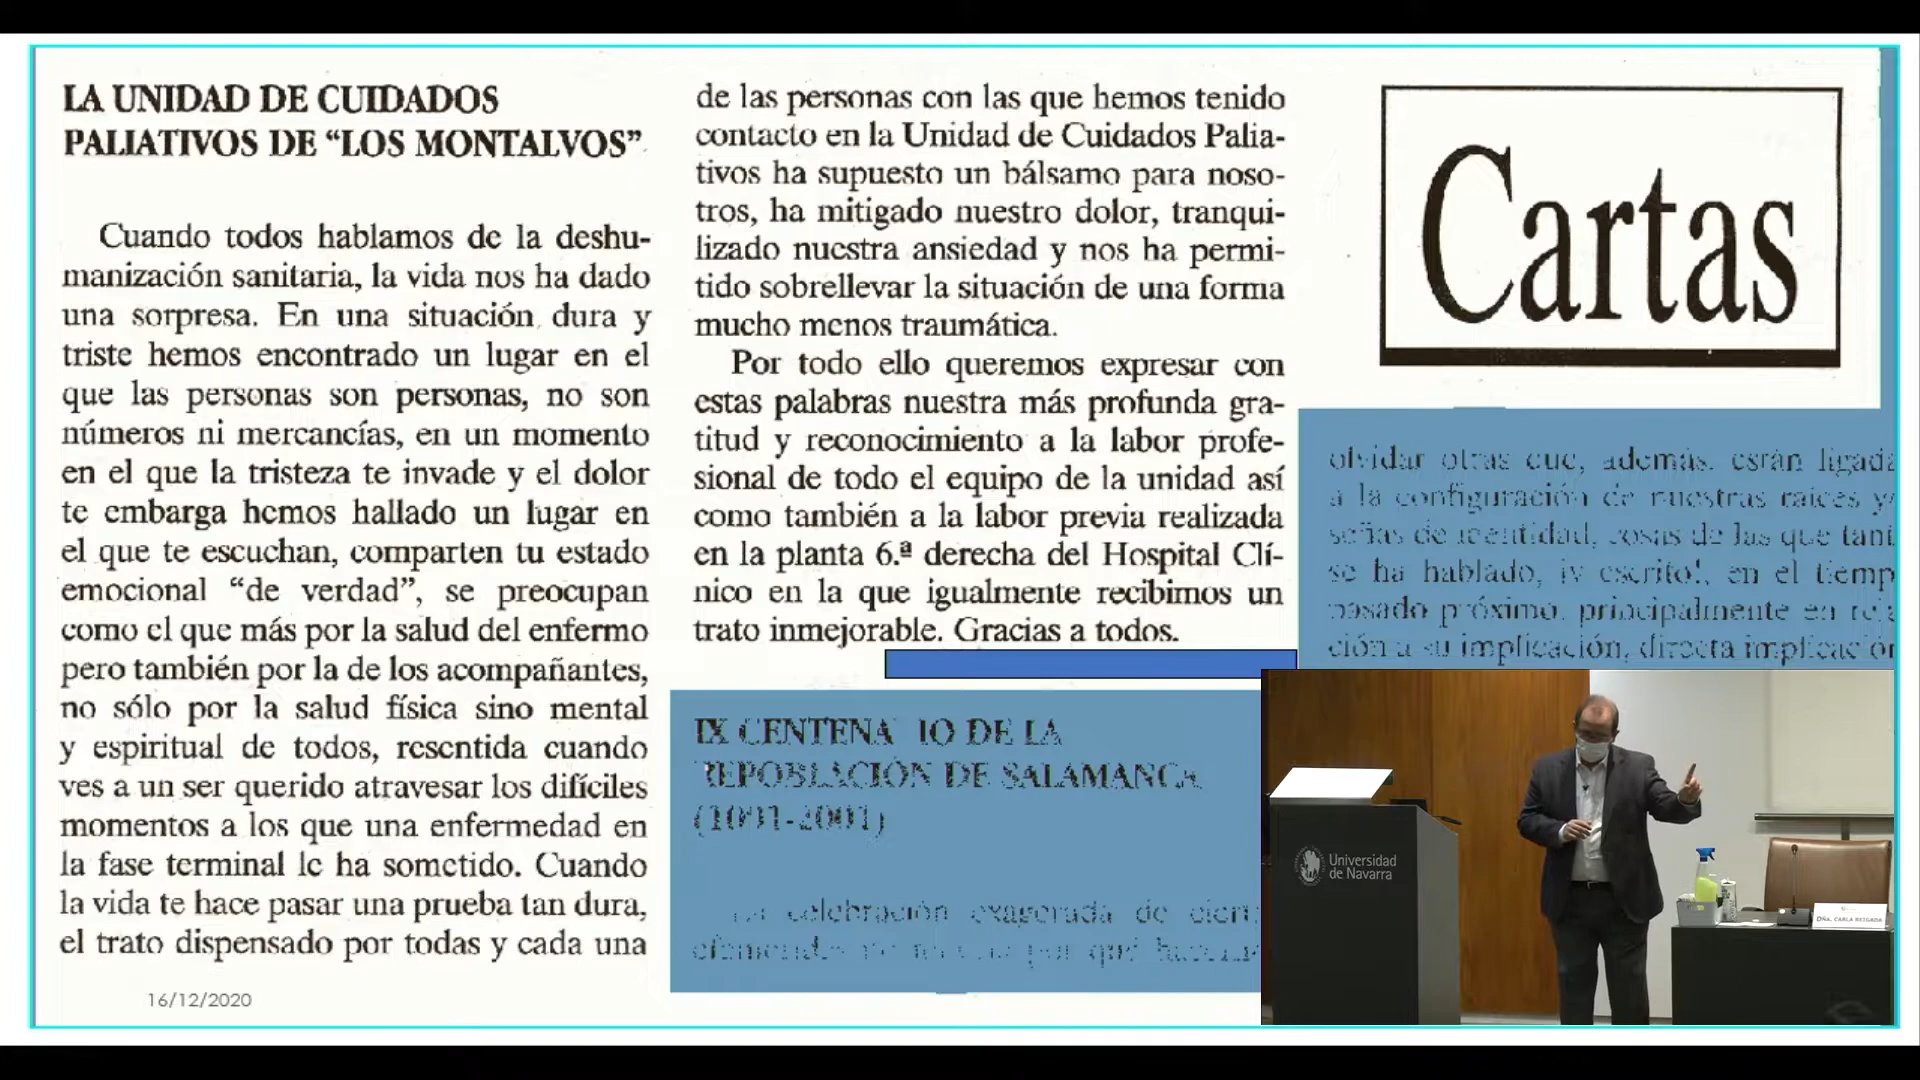 LA UNIDAD DE CUIDADOS
PALIATIVOS DE “LOS MONTALVOS”
Cuando todos hablamos de la deshu-
manización sanitaria, la vida nos ha dado
una sorpresa. En una situación dura y
triste hemos encontrado un lugar en el
que las personas son personas, no son
números ni mercancías, en un momento
en el que la tristeza te invade y el dolor
te embarga hemos hallado un lugar en
el que te escuchan, comparten tu estado
emocional “de verdad”, se preocupan
como el que más por la salud del enfermo
pero también por la de los acompañantes,
no sólo por la salud física sino mental
y espiritual de todos, resentida cuando
ves a un ser querido atravesar los difíciles
momentos a los que una enfermedad en
la fase terminal le ha sometido. Cuando
la vida te hace pasar una prueba tan dura,
el trato dispensado por todas y cada una
de las personas con las que hemos tenido
contacto en la Unidad de Cuidados Palia-
tivos ha supuesto un bálsamo para noso-
tros, ha mitigado nuestro dolor, tranqui-
lizado nuestra ansiedad y nos ha permi-
tido sobrellevar la situación de una forma
mucho menos traumática.
Por todo ello queremos expresar con
estas palabras nuestra más profunda gra-
titud y reconocimiento a la labor profe-
sional de todo el equipo de la unidad así
como también a la labor previa realizada
en la planta 6.ª derecha del Hospital Clí-
nico en la que igualmente recibimos un
trato inmejorable. Gracias a todos.
Cartas
olvidar otras que, además, están
a la configuración de nuestras raíces y
señas de identidad, cosas de las que
se ha hablado, ¡y escrito!, en el
pasado próximo, principalmente en
ción a su implicación, directa
IX CENTENA IO DE LA
REPOBLACIÓN DE SALAMANCA
(1091-2001)
celebración exagerada de
por qué
16/12/2020
Universidad
de Navarra
DÑA. CARLA REIGADA